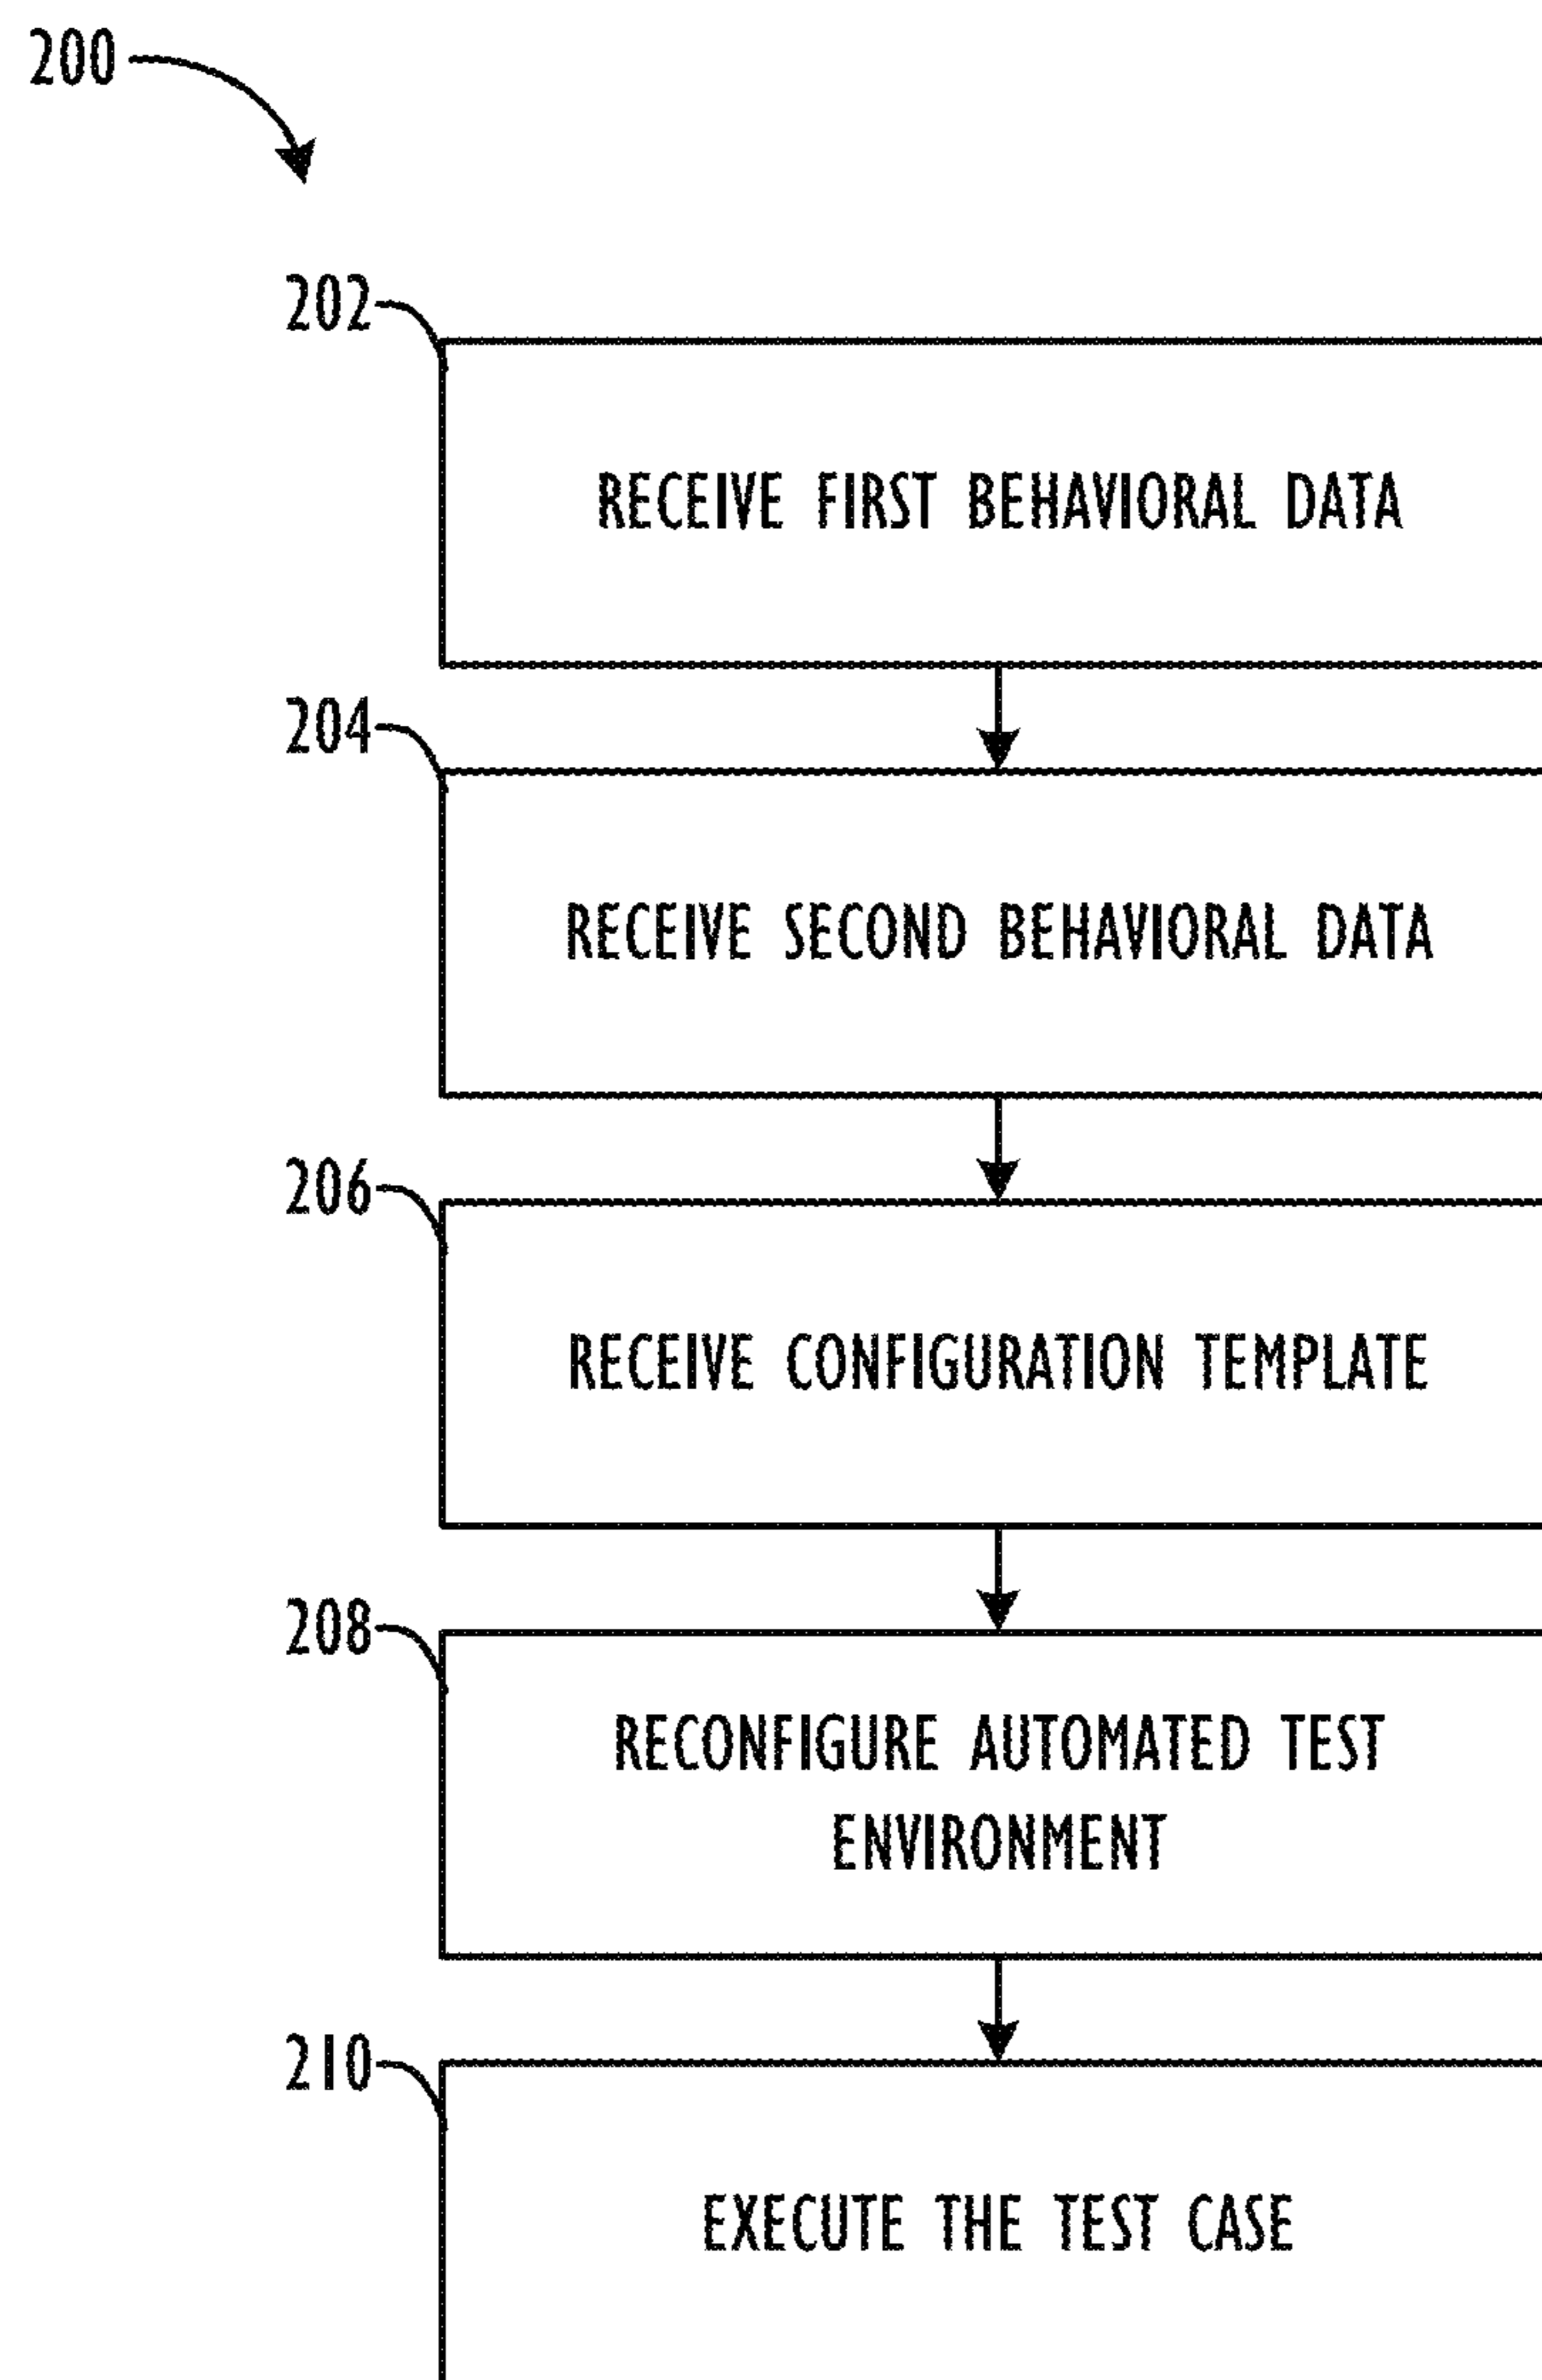 200
202
RECEIVE FIRST BEHAVIORAL DATA
204
RECEIVE SECOND BEHAVIORAL DATA
206
RECEIVE CONFIGURATION TEMPLATE
208
RECONFIGURE AUTOMATED TEST
ENVIRONMENT
210
EXECUTE THE TEST CASE